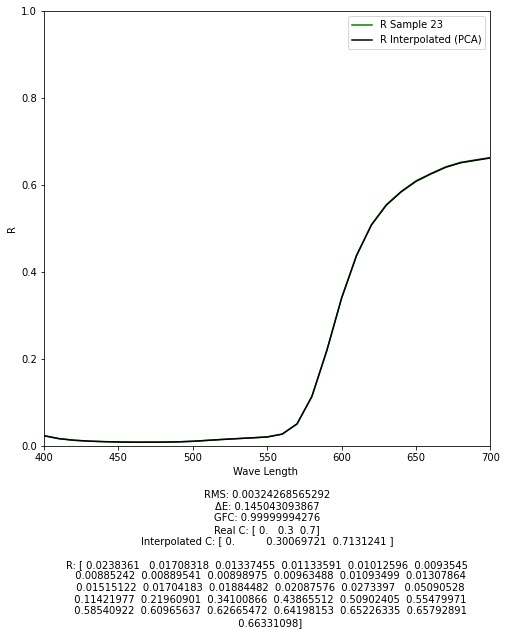 1.0
0.8
0.6
0.4
0.2
0.0
R
R Sample 23
R Interpolated (PCA)
400 450 500 550 600 650 700
Wave Length
RMS: 0.00324268565292
ΔE: 0.145043093867
GFC: 0.99999994276
Real C: [ 0. 0.3 0.7]
Interpolated C: [ 0. 0.30069721 0.7131241 ]
R: [ 0.0238361 0.01708318 0.01337455 0.01133591 0.01012596 0.0093545
0.00885242 0.00889541 0.00898975 0.00963488 0.01093499 0.01307864
0.01515122 0.01704183 0.01884482 0.02087576 0.0273397 0.05090528
0.11421977 0.21960901 0.34100866 0.43865512 0.50902405 0.55479971
0.58540922 0.60965637 0.62665472 0.64198153 0.65226335 0.65792891
0.66331098]